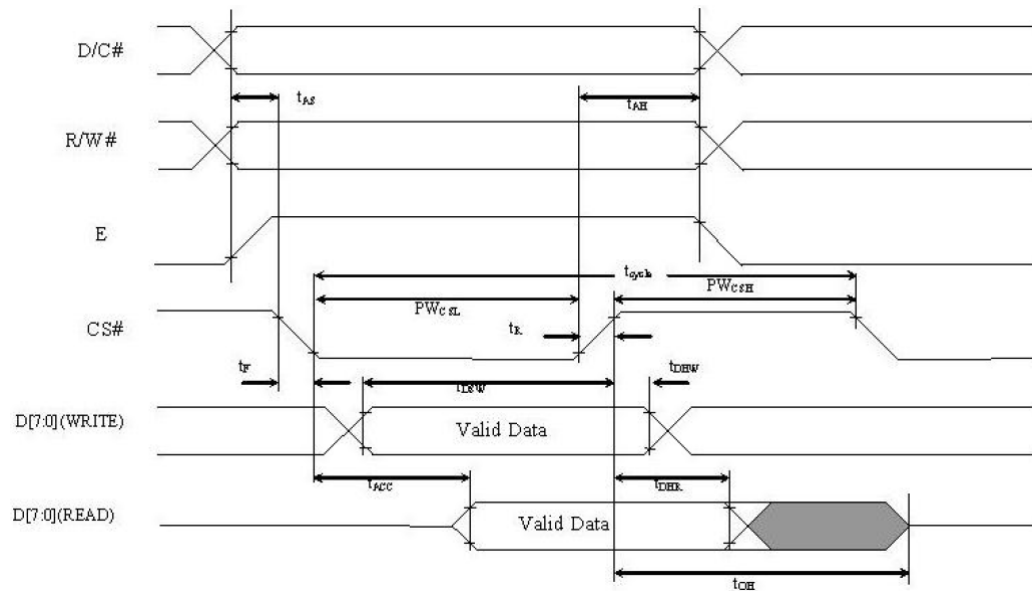 D/C#
tAS
tAH
R/W#
E
tcycle
PWCSL
PWCSH
CS#
tR
tF
tDSW
tDHW
D[7:0](WRITE)
Valid Data
tACC
tDHR
D[7:0](READ)
Valid Data
tOH